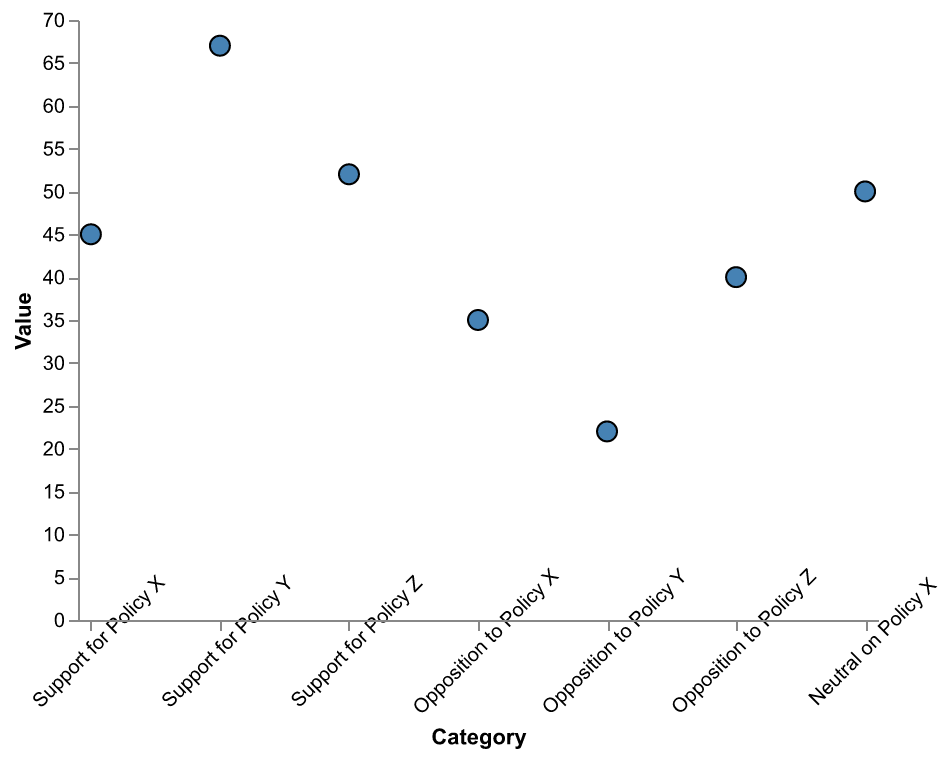 70
65
60
55
50
45
40
35
30
25
20
15
10
5
0
Value
Support for Policy X
Support for Policy Y
Support for Policy Z
Opposition to Policy X
Opposition to Policy Y
Opposition to Policy Z
Neutral on Policy X
Category